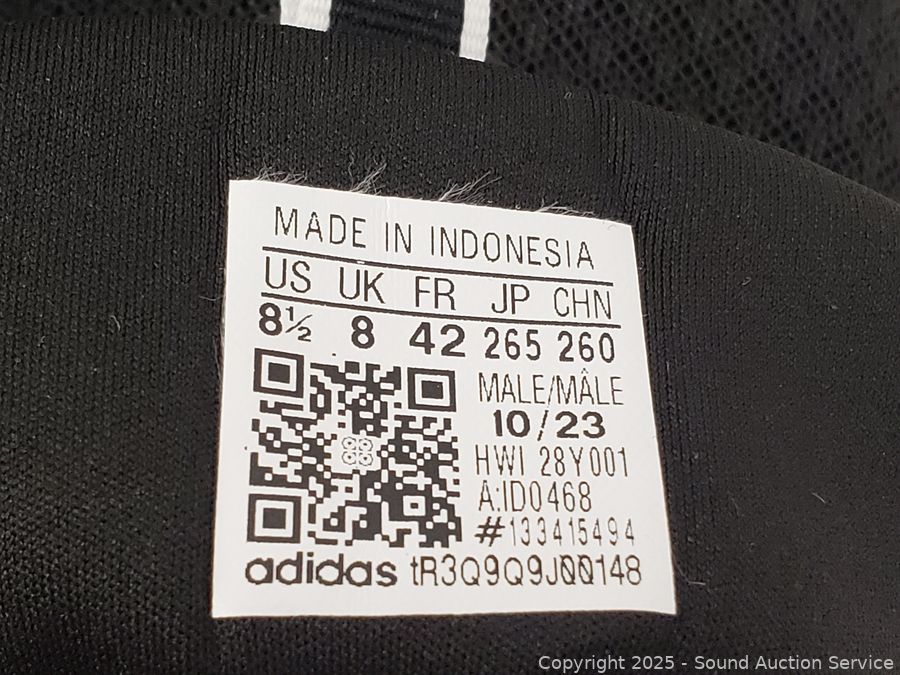 MADE IN INDONESIA
US UK FR JP CHN
8½ 8 42 265 260
MALE/MÂLE
10/23
HWI 28Y001
A:ID0468
#133415494
adidas tR3Q9Q9J00148
Copyright 2025 - Sound Auction Service